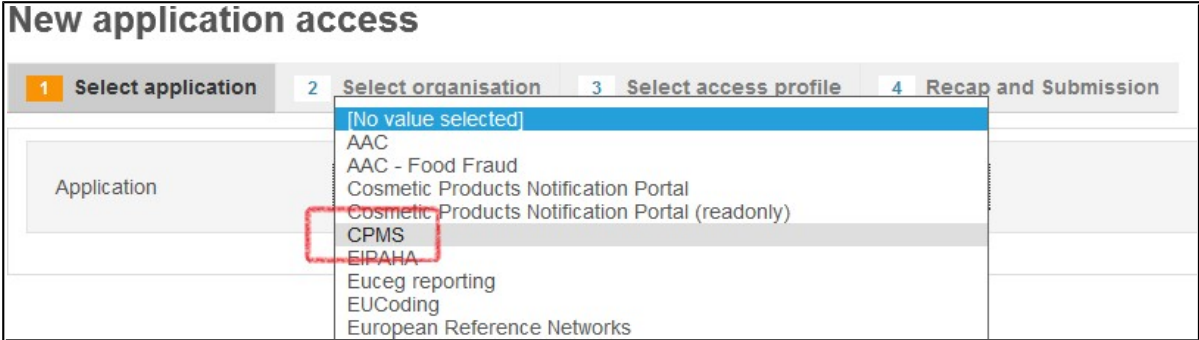 New application access
1 Select application 2 Select organisation 3 Select access profile 4 Recap and Submission
Application
[No value selected]
AAC
AAC - Food Fraud
Cosmetic Products Notification Portal
Cosmetic Products Notification Portal (readonly)
CPMS
EIPAHA
Euceg reporting
EUCoding
European Reference Networks